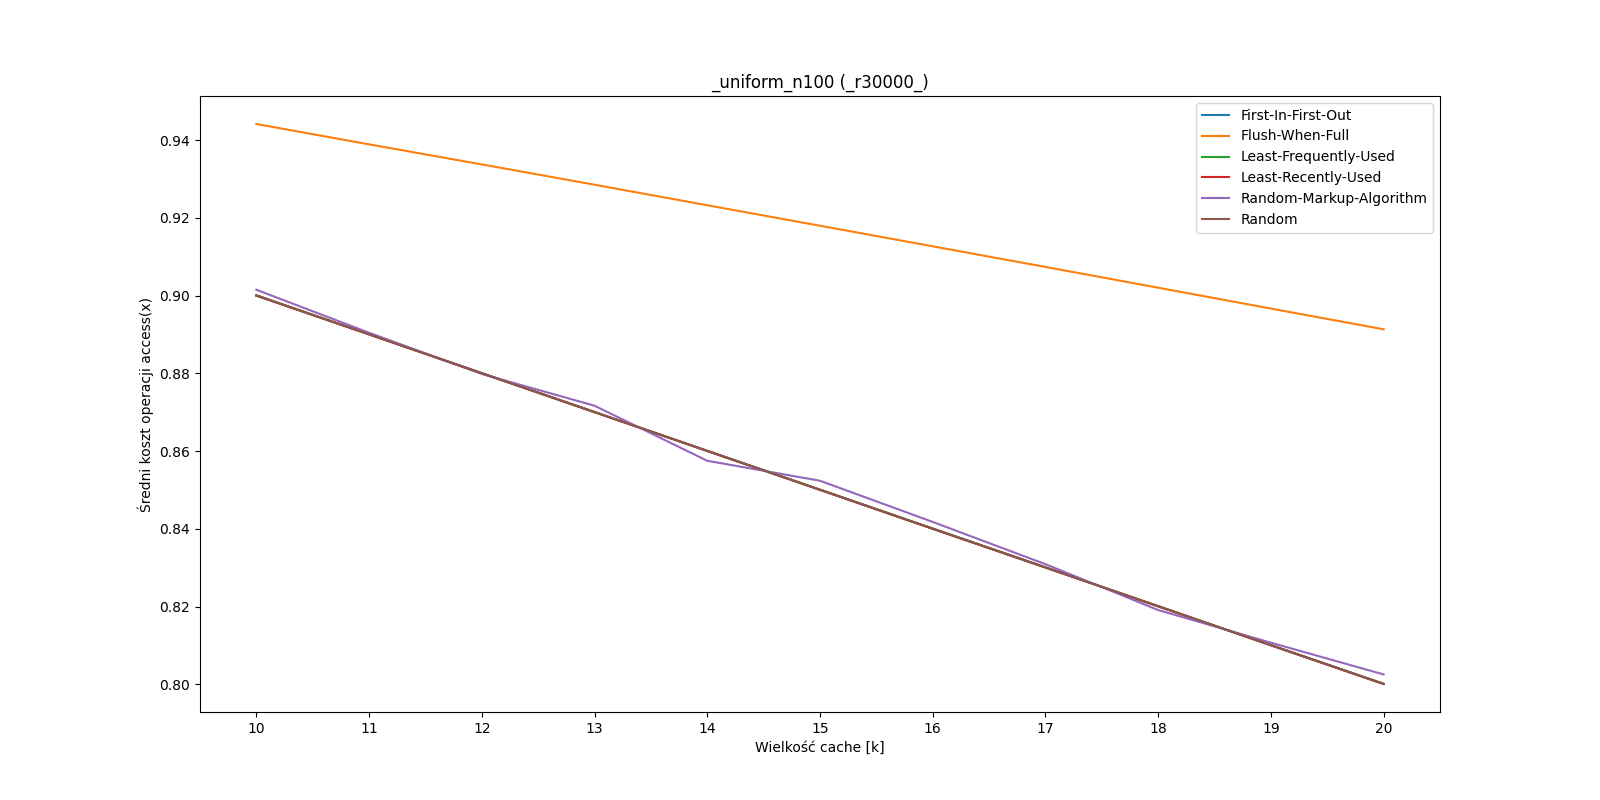 _uniform_n100 (_r30000_)
First-In-First-Out
Flush-When-Full
Least-Frequently-Used
Least-Recently-Used
Random-Markup-Algorithm
Random
Średni koszt operacji access(x)
0.94
0.92
0.90
0.88
0.86
0.84
0.82
0.80
10 11 12 13 14 15 16 17 18 19 20
Wielkość cache [k]